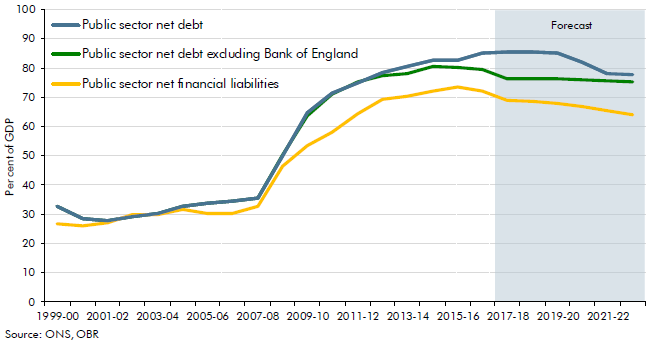 100
90
80
70
60
50
40
30
20
10
0
Percent of GDP
Public sector net debt
Public sector net debt excluding Bank of England
Public sector net financial liabilities
Forecast
1999-00 2001-02 2003-04 2005-06 2007-08 2009-10 2011-12 2013-14 2015-16 2017-18 2019-20 2021-22
Source: ONS, OBR